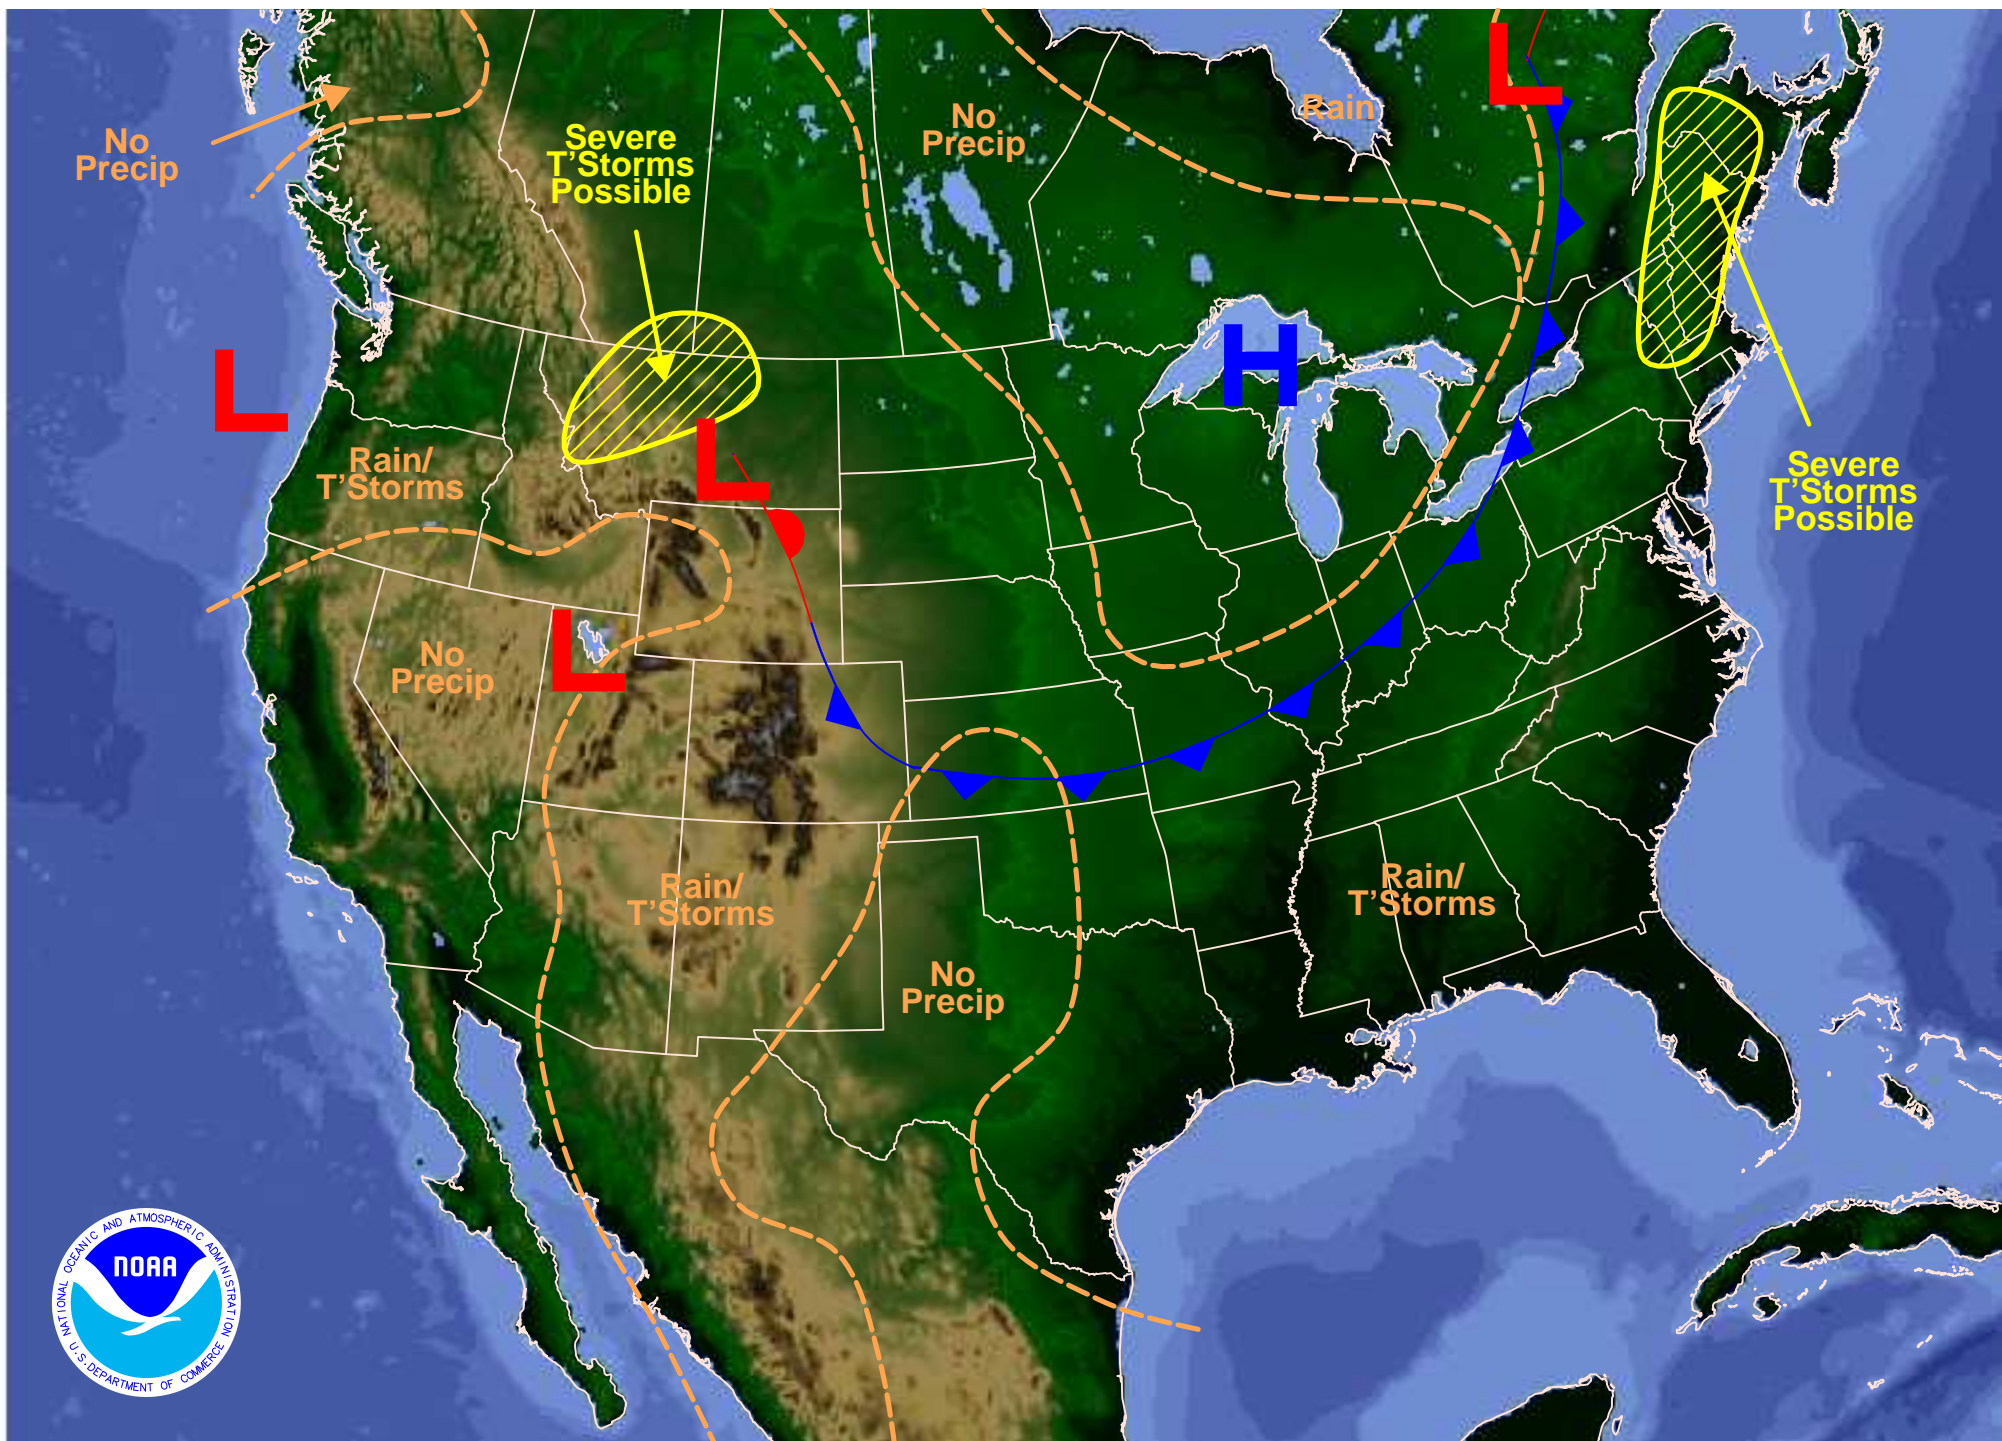 No
Precip
Severe
T'Storms
Possible
No
Precip
Rain
L
H
L
L
Rain/
T'Storms
Severe
T'Storms
Possible
No
Precip
L
Rain/
T'Storms
No
Precip
Rain/
T'Storms
NATIONAL OCEANIC AND ATMOSPHERIC ADMINISTRATION
NOAA
U.S. DEPARTMENT OF COMMERCE